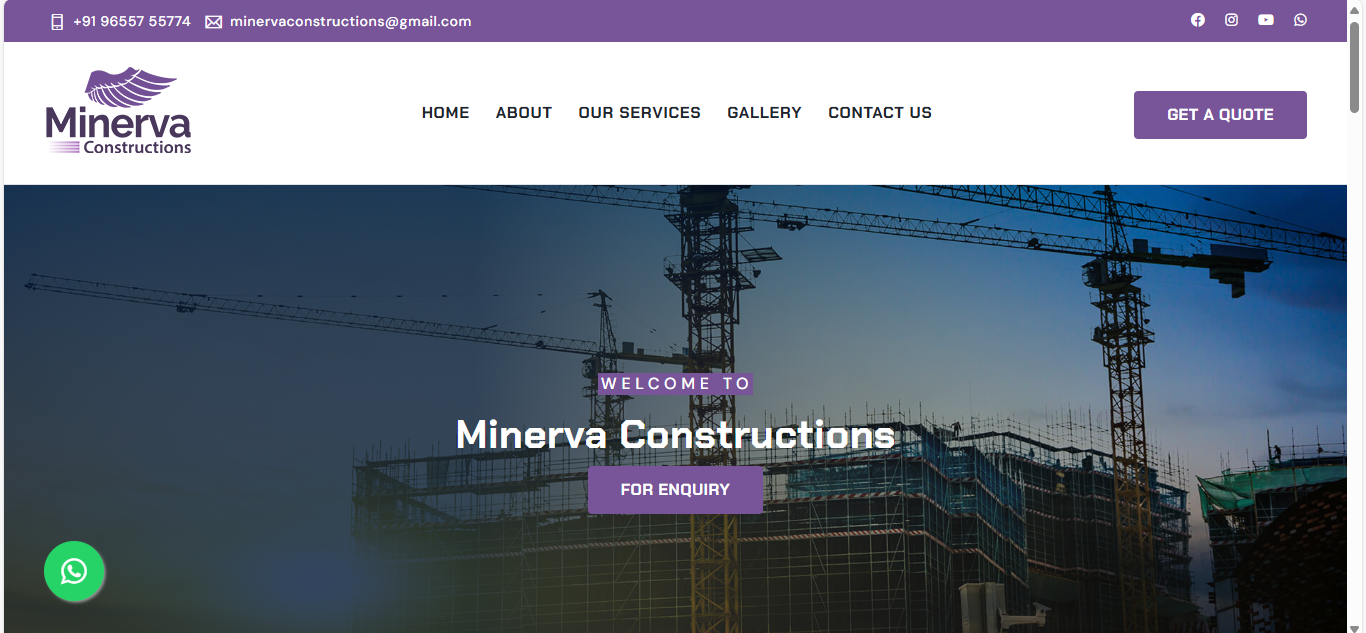 +91 96557 55774 minervaconstructions@gmail.com
Minerva
Constructions
HOME ABOUT OUR SERVICES GALLERY CONTACT US
GET A QUOTE
WELCOME TO
Minerva Constructions
FOR ENQUIRY